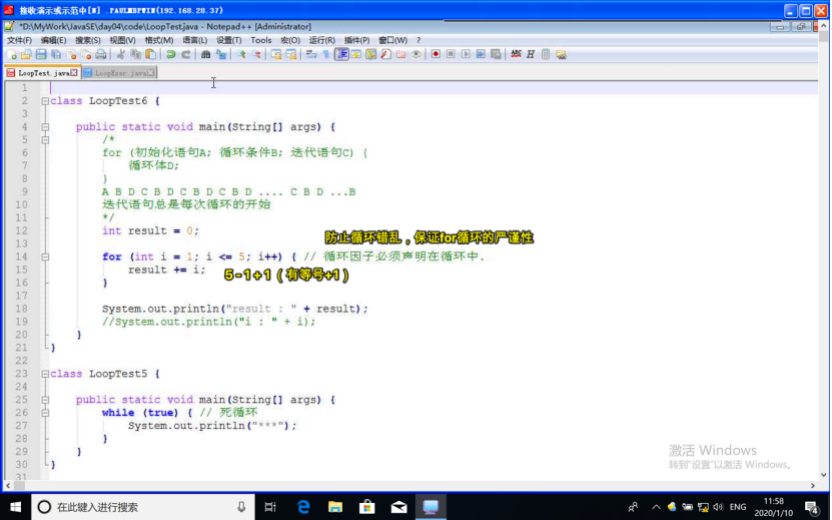 接收演示或示范中[W] .PAULMBPWIN(192.168.28.37)
*D:\MyWork\JavaSE\day04\code\LoopTest.java - Notepad++ [Administrator]
文件(F) 编辑(E) 搜索(S) 视图(V) 格式(M) 语言(L) 设置(T) Tools 宏(O) 运行(R) 插件(P) 窗口(W) ?
LoopTest.java LoopExer.java
1
2 class LoopTest6 {
3
4 public static void main(String[] args) {
5 /*
6 for (初始化语句A; 循环条件B; 迭代语句C) {
7 循环体D;
8 }
9 A B D C B D C B D C B D .... C B D ...B
10 迭代语句总是每次循环的开始
11 */
12 int result = 0;
防止循环错乱，保证for循环的严谨性
13
14 for (int i = 1; i <= 5; i++) { // 循环因子必须声明在循环中.
15 result += i; 5-1+1（有等号+1）
16 }
17
18 System.out.println("result : " + result);
19 //System.out.println("i : " + i);
20 }
21 }
22
23 class LoopTest5 {
24
25 public static void main(String[] args) {
26 while (true) { // 死循环
27 System.out.println("***");
28 }
29 }
30 }
31
激活 Windows
转到"设置"以激活 Windows。
在此键入进行搜索
ENG
11:58
2020/1/10
4